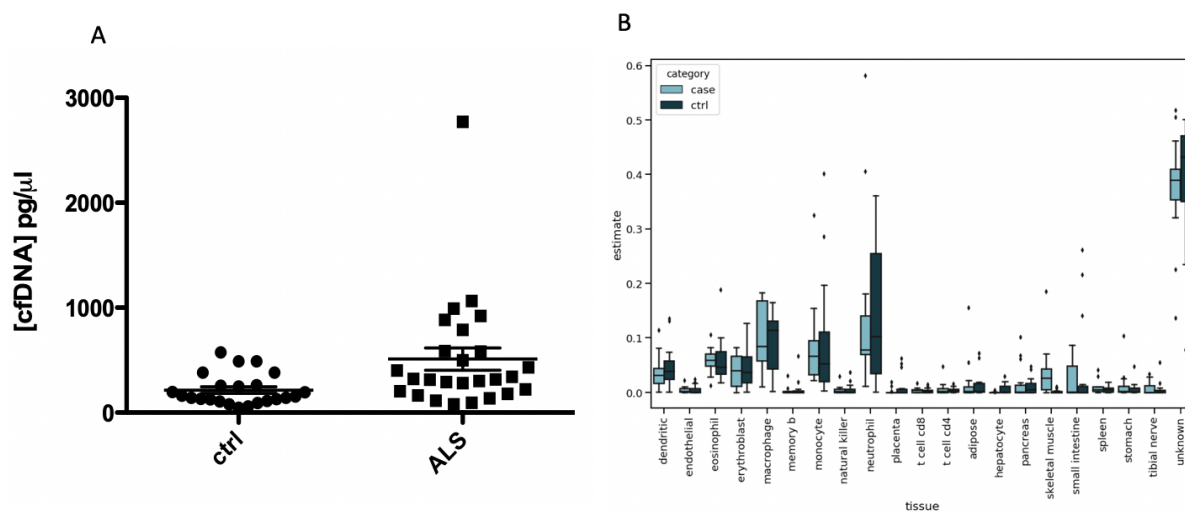 A
[cfDNA] pg/μl
3000
2000
1000
0
ctrl
ALS
B
estimate
0.6
0.5
0.4
0.3
0.2
0.1
0.0
category
case
ctrl
dendritic
endothelial
eosinophil
erythroblast
macrophage
memory b
monocyte
natural killer
neutrophil
placenta
t cell cd8
t cell cd4
adipose
hepatocyte
pancreas
skeletal muscle
small intestine
spleen
stomach
tibial nerve
unknown
tissue